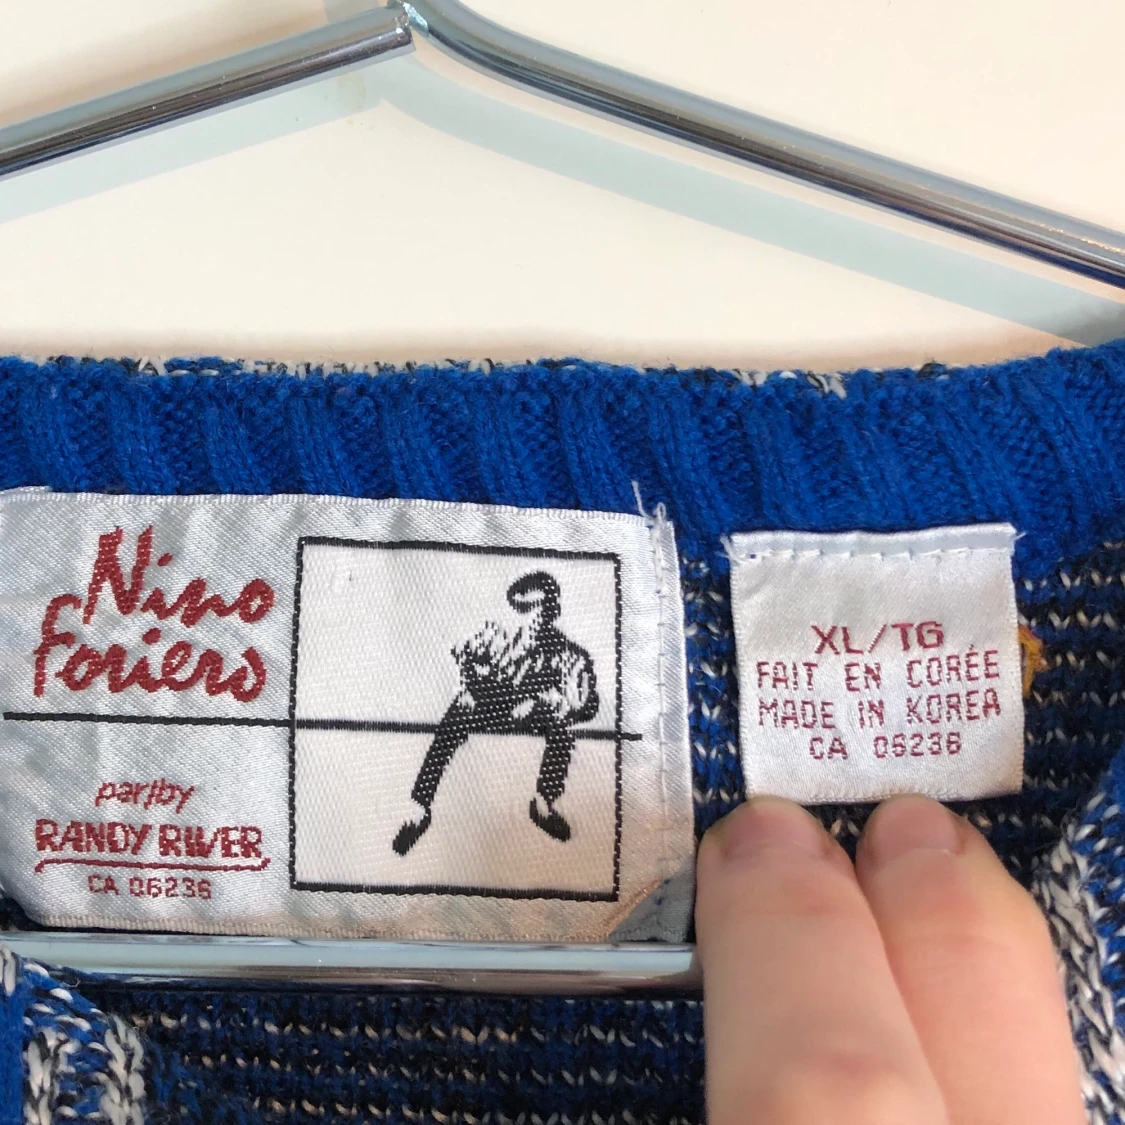 Nino
Foriero
par/by
RANDY RIVER
CA 06236
XL/TG
FAIT EN CORÉE
MADE IN KOREA
CA 06236